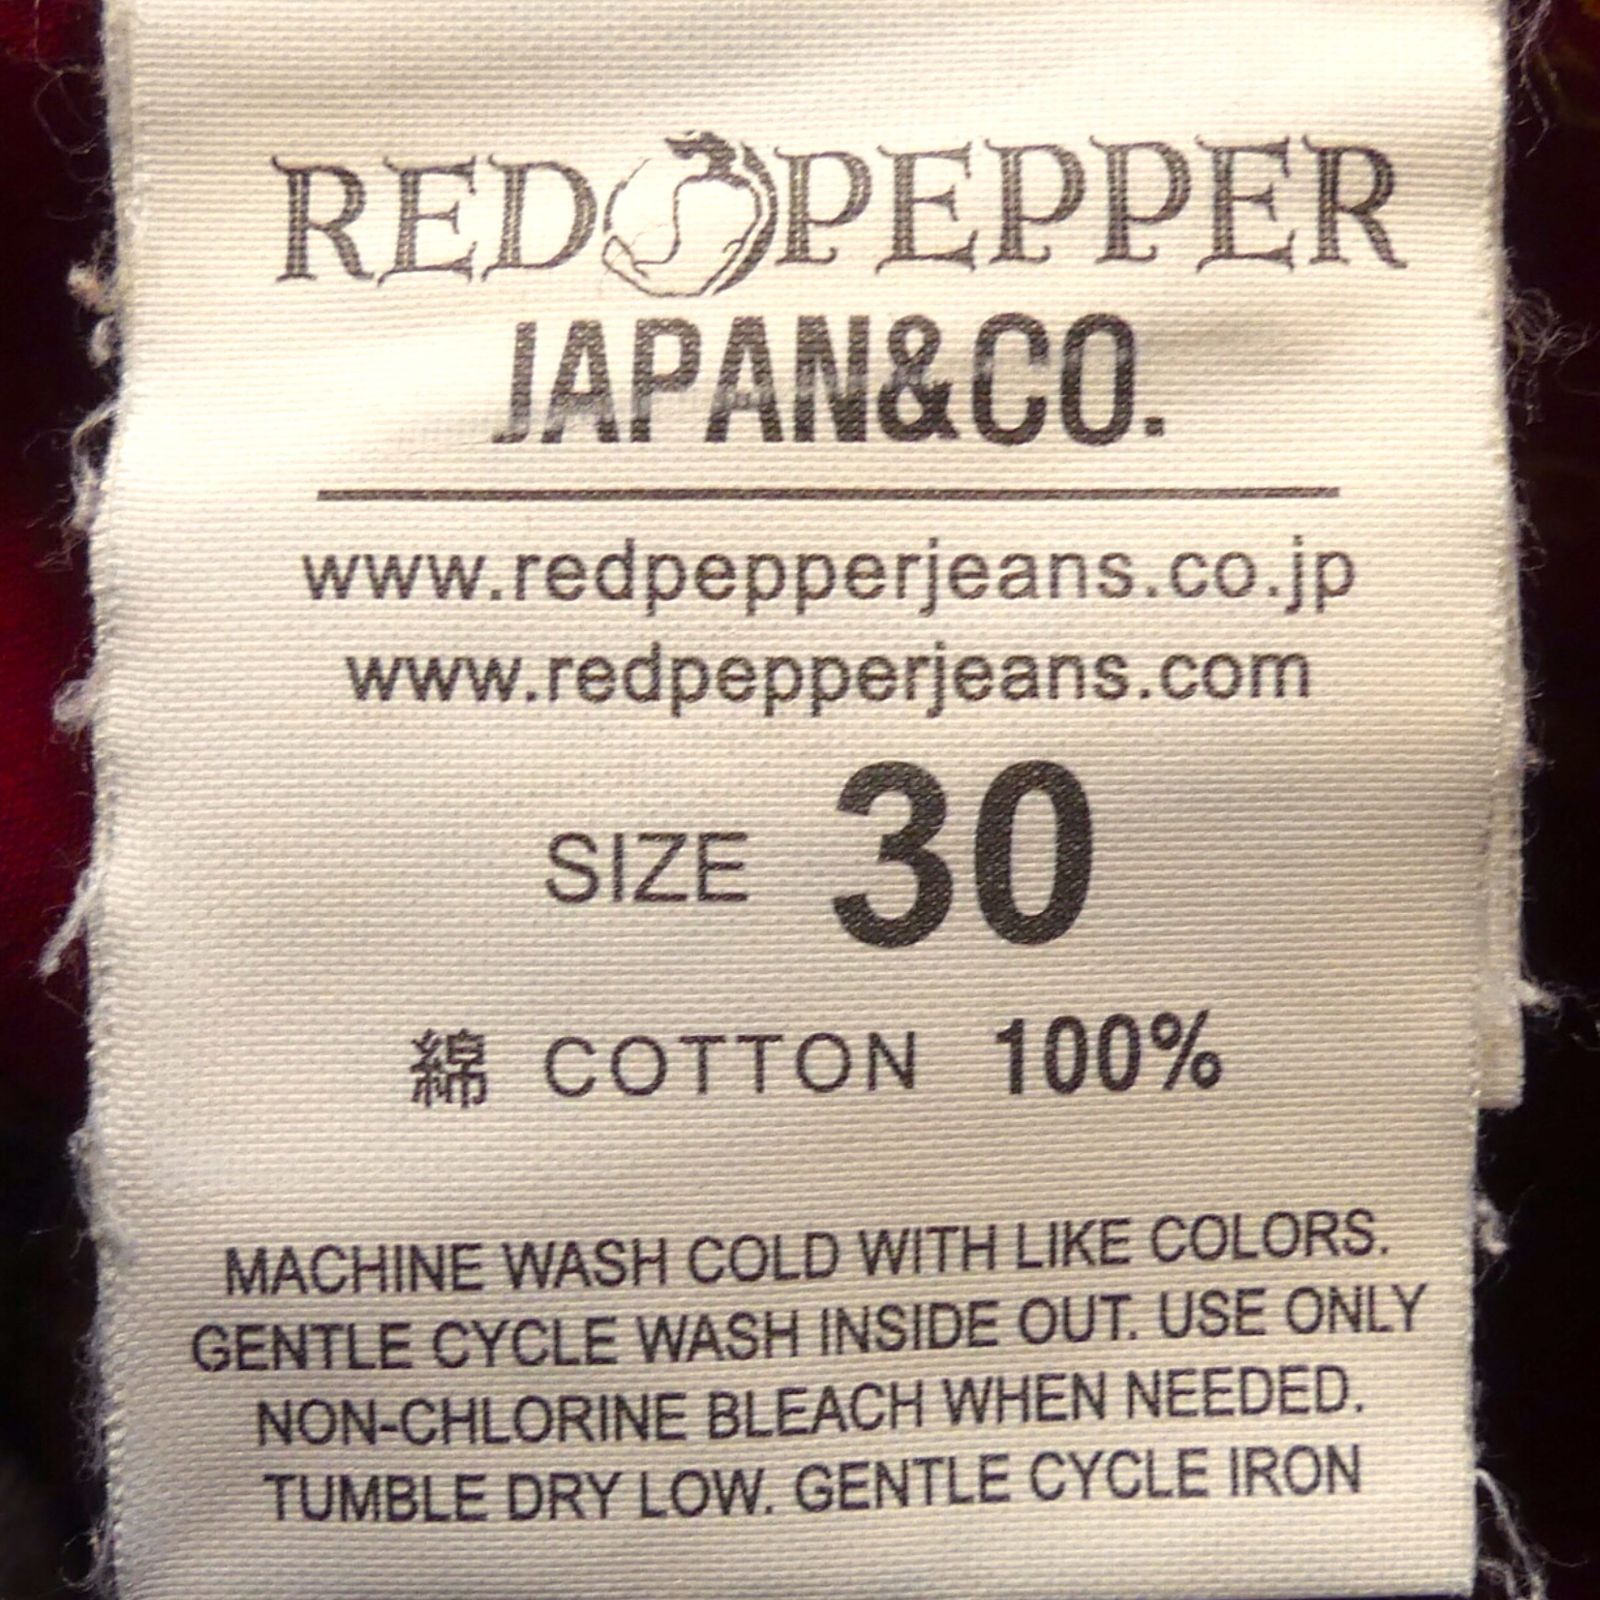 RED PEPPER
JAPAN&CO.
www.redpepperjeans.co.jp
www.redpepperjeans.com
SIZE 30
綿 COTTON 100%
MACHINE WASH COLD WITH LIKE COLORS.
GENTLE CYCLE WASH INSIDE OUT. USE ONLY
NON-CHLORINE BLEACH WHEN NEEDED.
TUMBLE DRY LOW. GENTLE CYCLE IRON